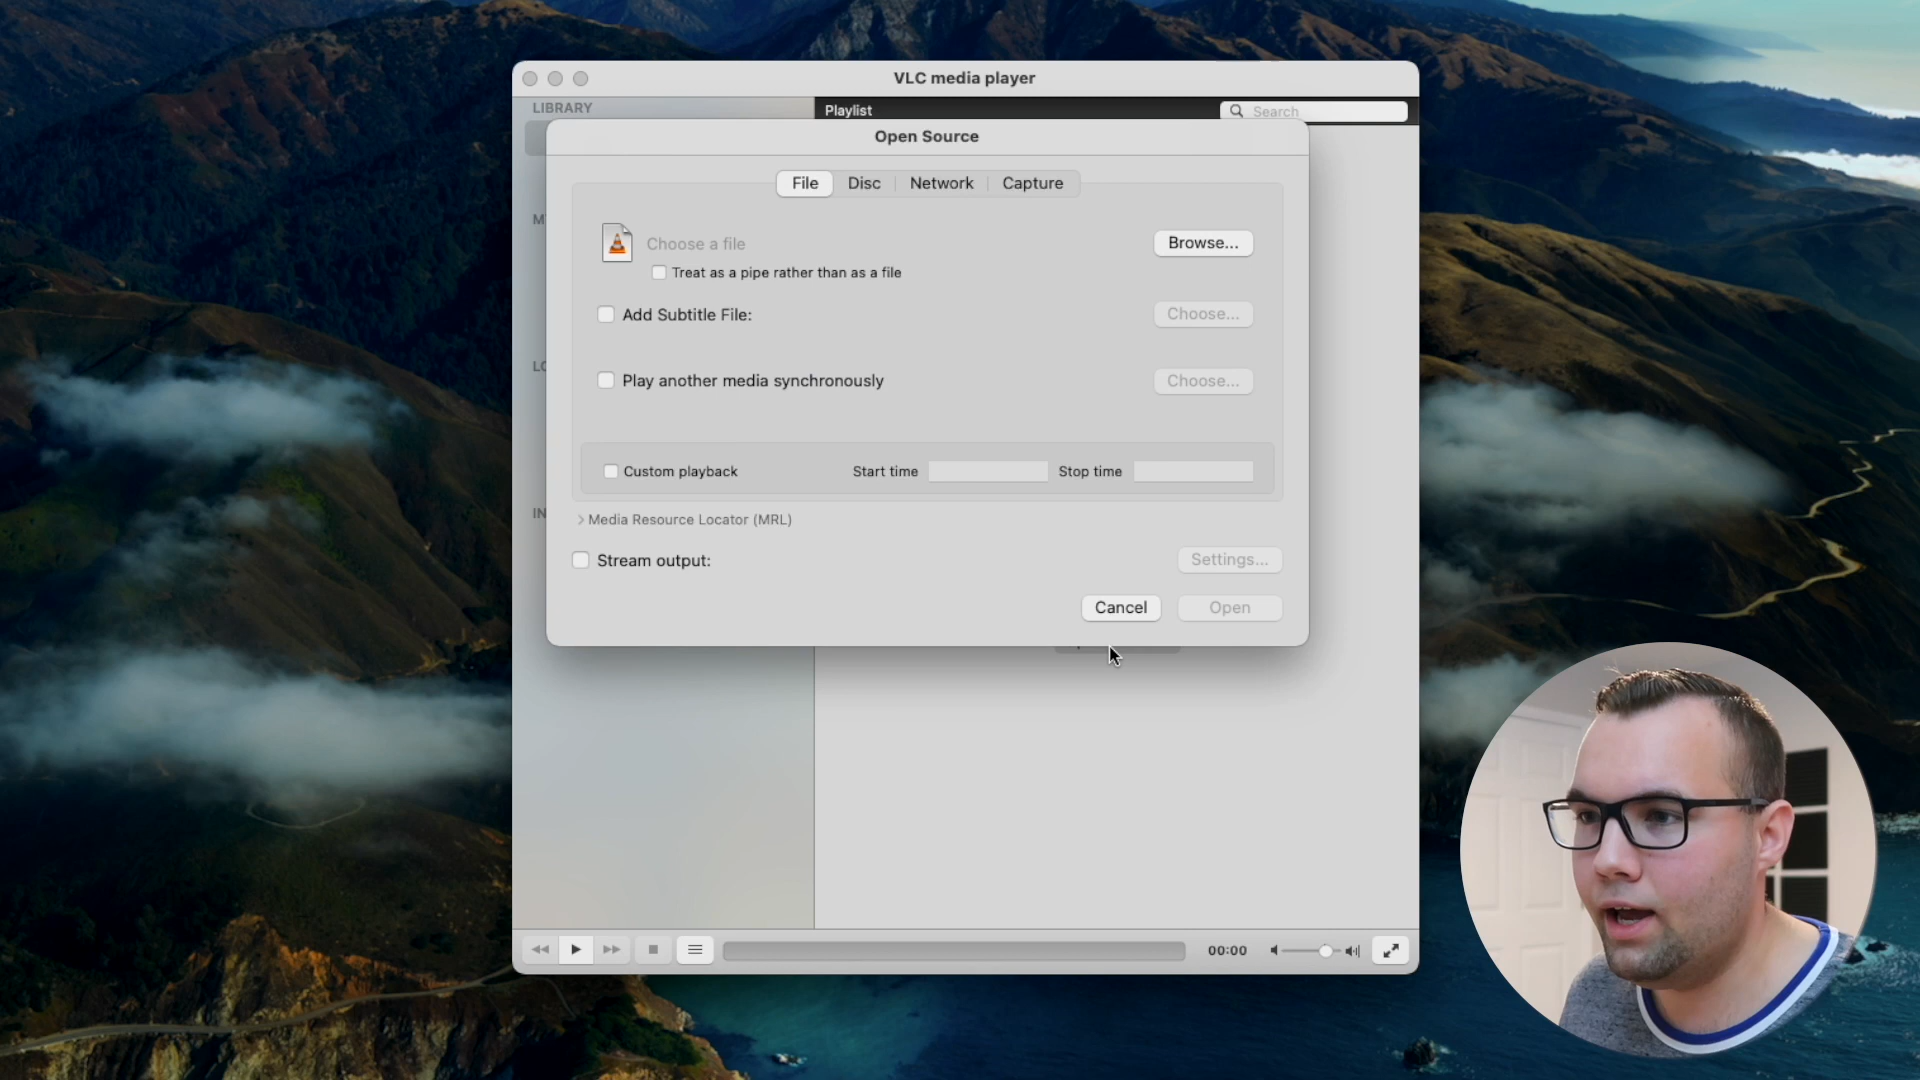 VLC media player
LIBRARY
Playlist
Search
Open Source
File
Disc
Network
Capture
Choose a file
Browse...
Treat as a pipe rather than as a file
Add Subtitle File:
Choose...
Play another media synchronously
Choose...
Custom playback
Start time
Stop time
Media Resource Locator (MRL)
Stream output:
Settings...
Cancel
Open
00:00